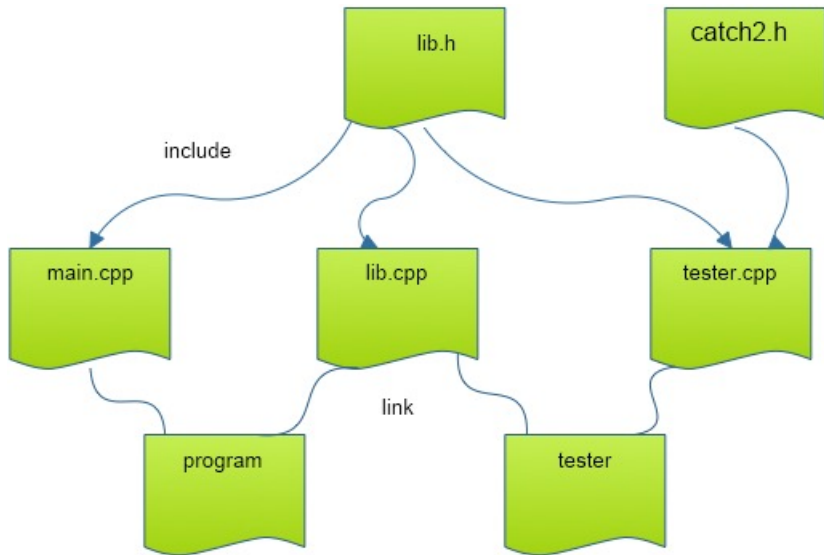 lib.h
catch2.h
include
main.cpp
lib.cpp
tester.cpp
link
program
tester